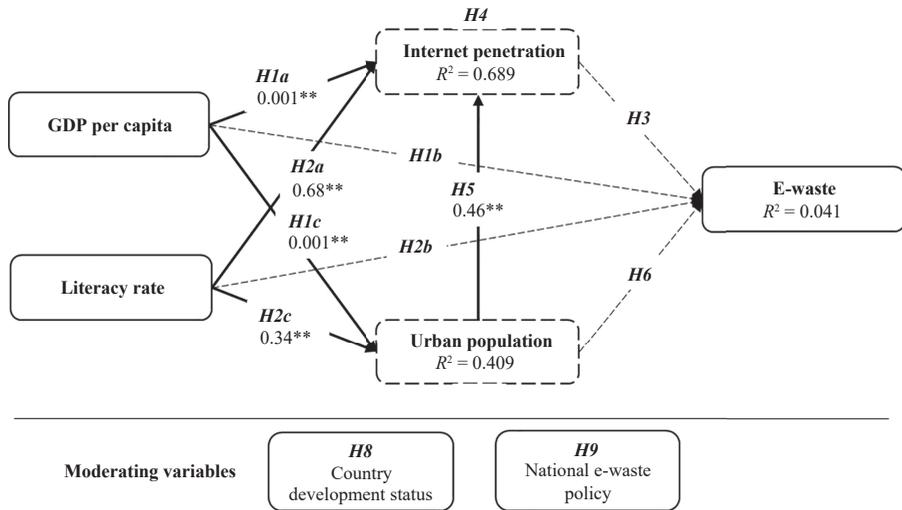 H4
Internet penetration
R² = 0.689
H1a
0.001**
GDP per capita
H3
H1b
H2a
0.68**
H5
0.46**
E-waste
R² = 0.041
H1c
0.001**
H2b
Literacy rate
H6
H2c
0.34**
Urban population
R² = 0.409
Moderating variables
H8
Country
development status
H9
National e-waste
policy